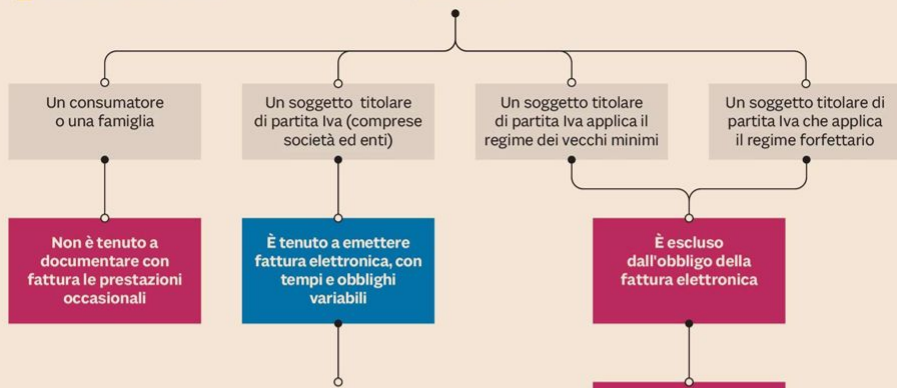 Un consumatore
o una famiglia
Un soggetto titolare
di partita Iva (comprese
società ed enti)
Un soggetto titolare
di partita Iva applica il
regime dei vecchi minimi
Un soggetto titolare di
partita Iva che applica
il regime forfettario
Non è tenuto a
documentare con
fattura le prestazioni
occasionali
È tenuto a emettere
fattura elettronica, con
tempi e obblighi
variabili
È escluso
dall'obbligo della
fattura elettronica